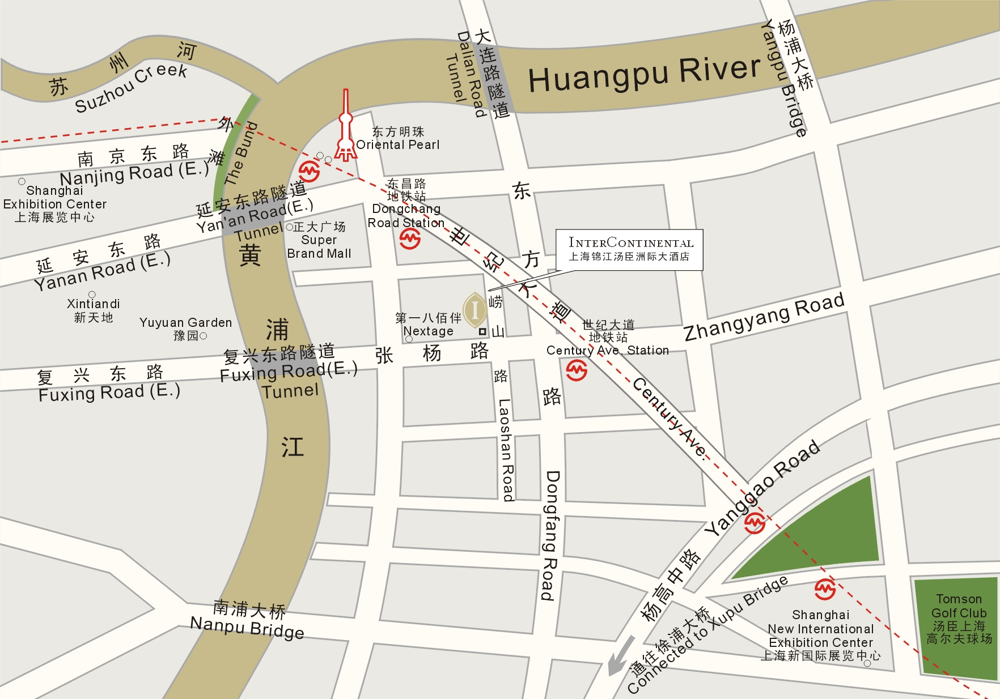 苏州河
Suzhou Creek
大连路隧道
Dalian Road
Tunnel
Huangpu River
杨浦大桥
Yangpu Bridge
外滩
The Bund
南京东路
Nanjing Road (E.)
东方明珠
Oriental Pearl
Shanghai
Exhibition Center
上海展览中心
延安东路隧道
Yan'an Road(E.)
Tunnel
东昌路
地铁站
Dongchang
Road Station
正大广场
Super
Brand Mall
延安东路
Yanan Road (E.)
世纪大道
Century Ave.
INTERCONTINENTAL
上海锦江汤臣洲际大酒店
I
Xintiandi
新天地
Yuyuan Garden
豫园
第一八佰伴
Nextage
世纪大道
地铁站
Century Ave. Station
Zhangyang Road
张杨路
复兴东路隧道
Fuxing Road(E.)
Tunnel
复兴东路
Fuxing Road (E.)
黄浦江
崂山路
Laoshan Road
东方路
Dongfang Road
Yanggao Road
杨高中路
南浦大桥
Nanpu Bridge
通往徐浦大桥
Connected to Xupu Bridge
Shanghai
New International
Exhibition Center
上海新国际展览中心
Tomson
Golf Club
汤臣上海
高尔夫球场